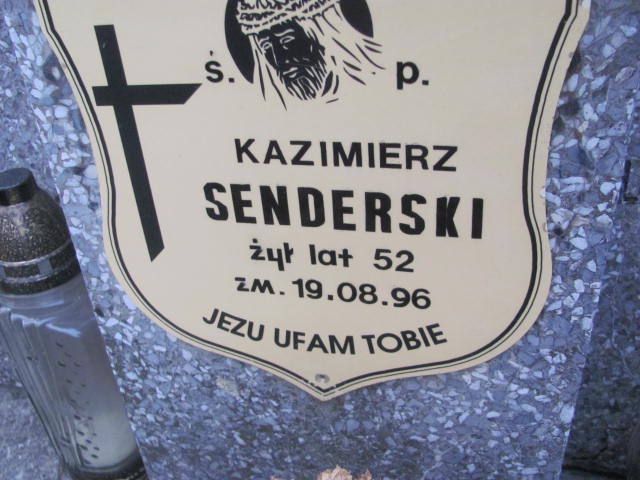 ś. p.
KAZIMIERZ
SENDERSKI
żył lat 52
zm. 19.08.96
JEZU UFAM TOBIE